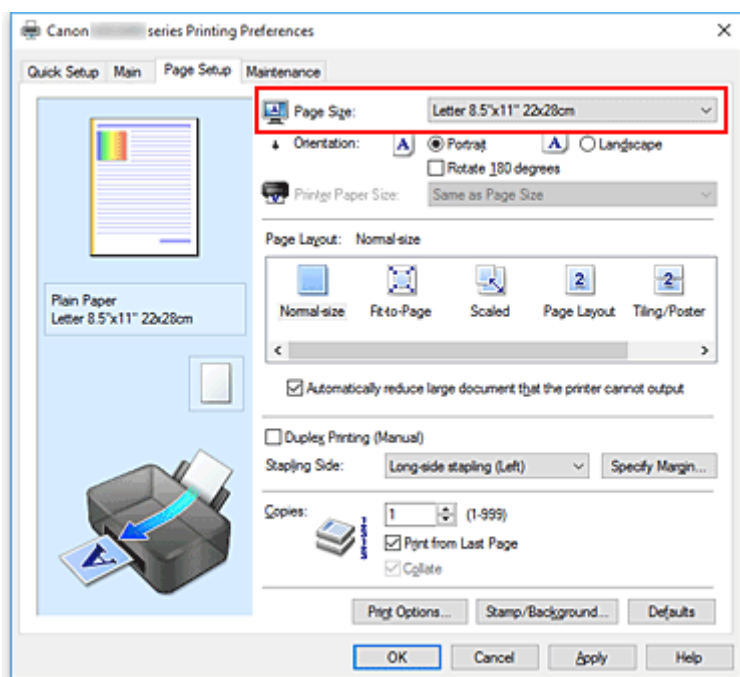 Canon series Printing Preferences
Quick Setup Main Page Setup Maintenance
Page Size: Letter 8.5"x11" 22x28cm
Orientation: A Portrait A Landscape
Rotate 180 degrees
Printer Paper Size: Same as Page Size
Page Layout: Normal-size
2 2
Normal-size Fit-to-Page Scaled Page Layout Tiling/Poster
Plain Paper
Letter 8.5"x11" 22x28cm
Automatically reduce large document that the printer cannot output
Duplex Printing (Manual)
Stapling Side: Long-side stapling (Left) Specify Margin...
Copies: 1 (1-999)
Print from Last Page
Collate
A
Print Options... Stamp/Background... Defaults
OK Cancel Apply Help